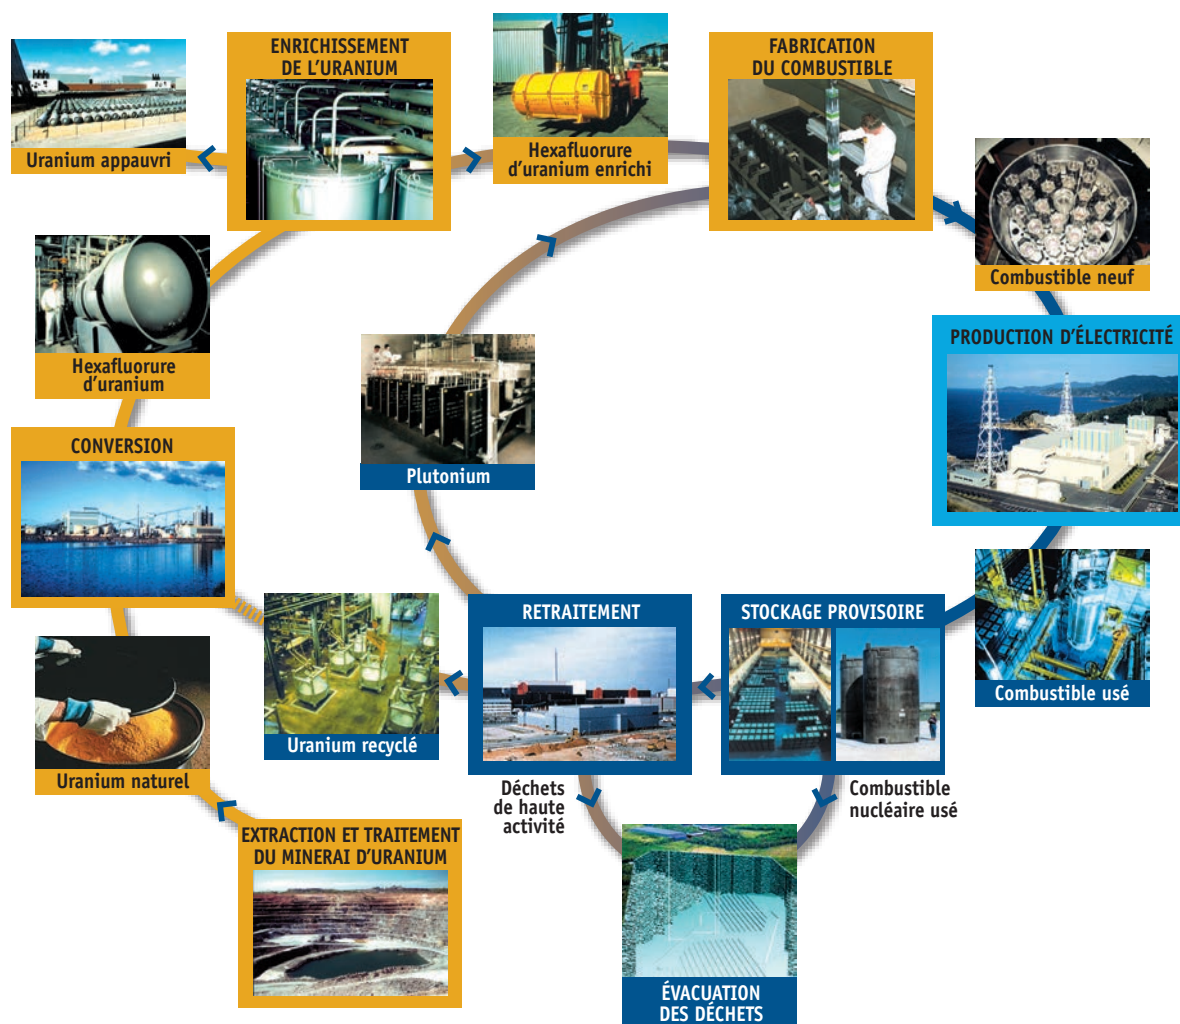 ENRICHISSEMENT
DE L'URANIUM
FABRICATION
DU COMBUSTIBLE
Uranium appauvri
Hexafluorure
d'uranium enrichi
Combustible neuf
PRODUCTION D'ÉLECTRICITÉ
Hexafluorure
d'uranium
CONVERSION
Plutonium
RETRAITEMENT
STOCKAGE PROVISOIRE
Combustible usé
Uranium recyclé
Uranium naturel
Déchets
de haute
activité
Combustible
nucléaire usé
EXTRACTION ET TRAITEMENT
DU MINERAI D'URANIUM
ÉVACUATION
DES DÉCHETS